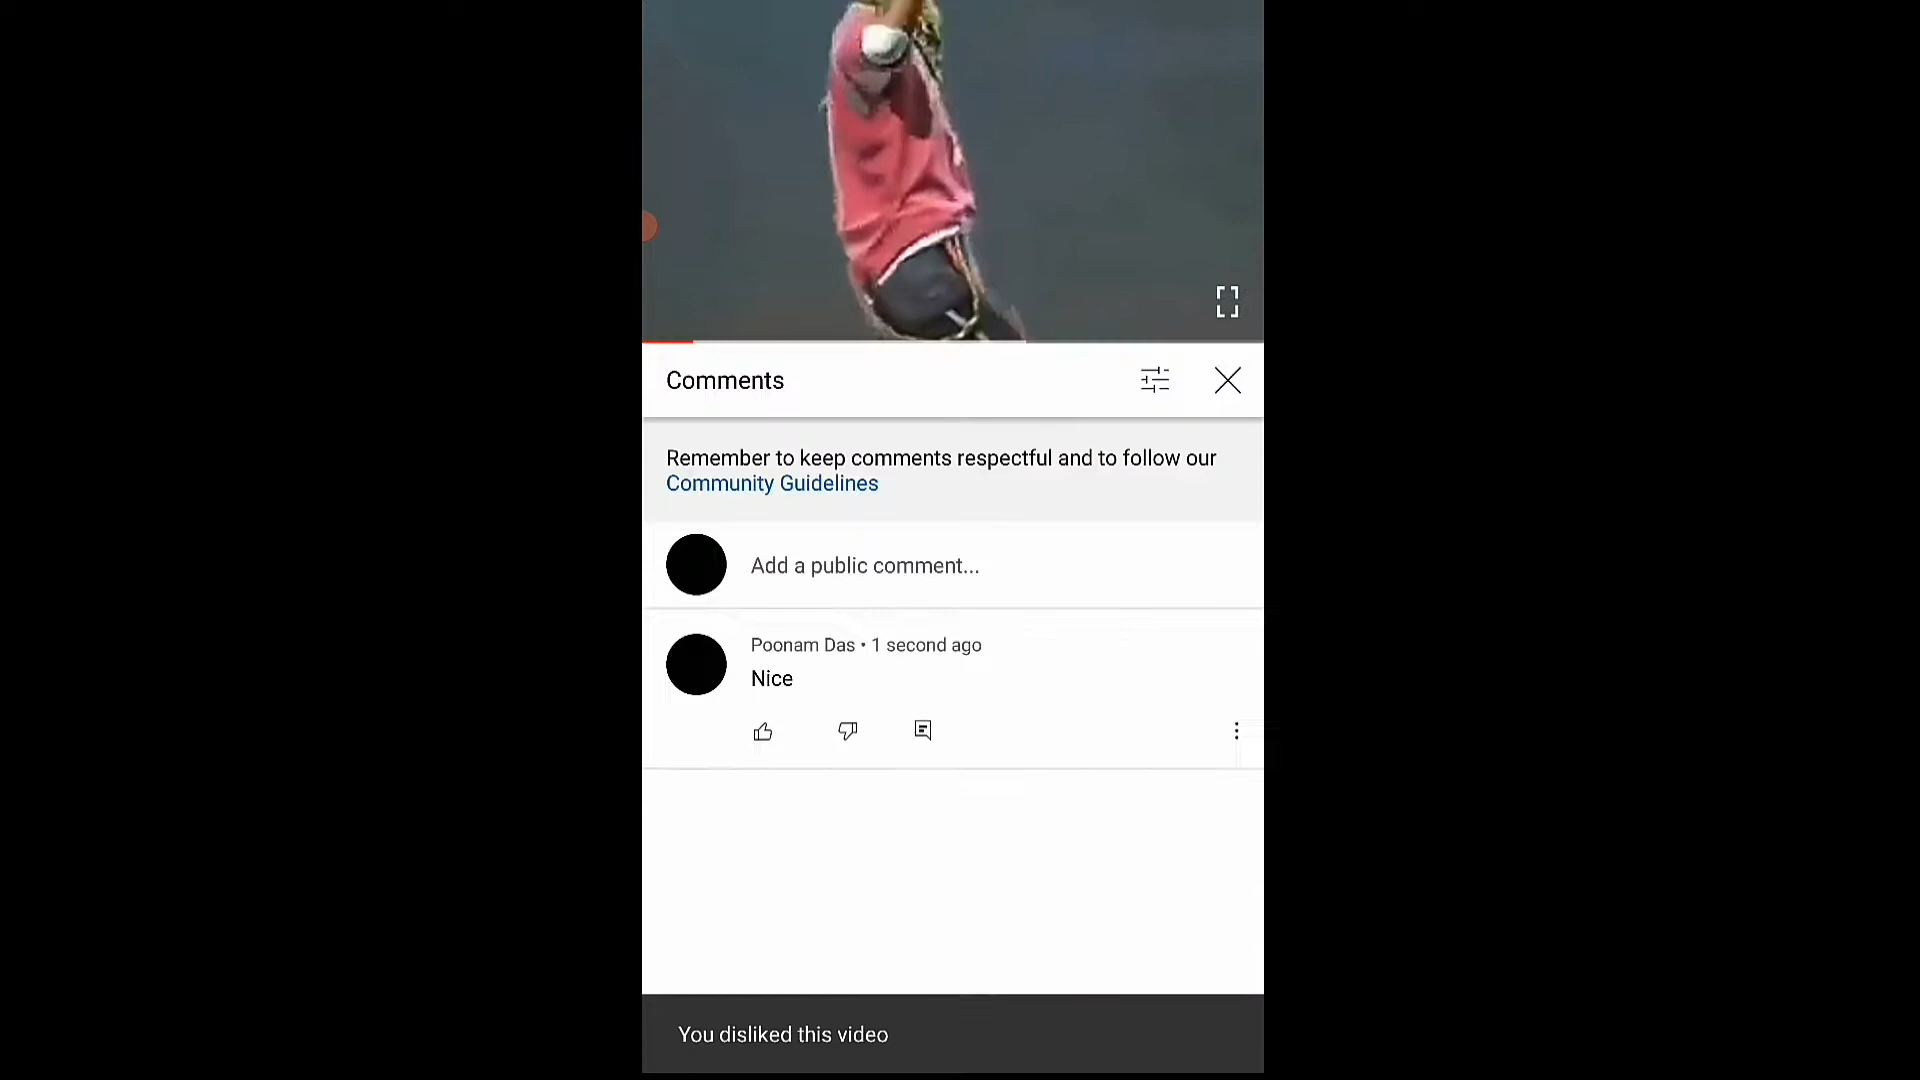 Comments
Remember to keep comments respectful and to follow our
Community Guidelines
Add a public comment...
Poonam Das • 1 second ago
Nice
You disliked this video